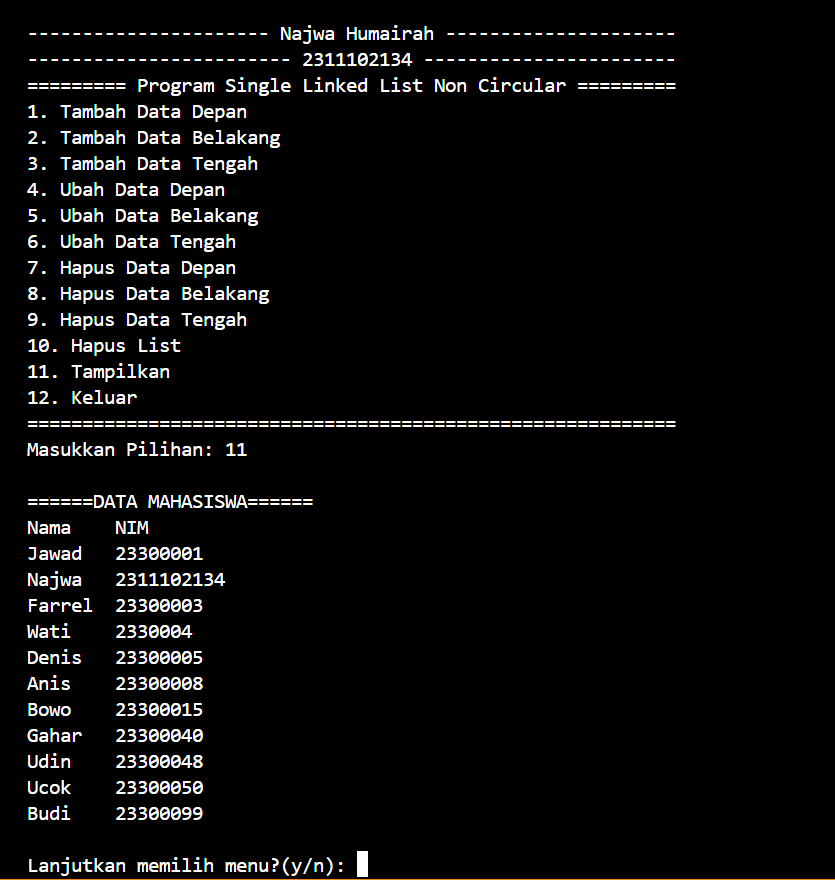 ---------------------- Najwa Humairah ---------------------
------------------------ 2311102134 -----------------------
========= Program Single Linked List Non Circular =========
1. Tambah Data Depan
2. Tambah Data Belakang
3. Tambah Data Tengah
4. Ubah Data Depan
5. Ubah Data Belakang
6. Ubah Data Tengah
7. Hapus Data Depan
8. Hapus Data Belakang
9. Hapus Data Tengah
10. Hapus List
11. Tampilkan
12. Keluar
===========================================================
Masukkan Pilihan: 11
======DATA MAHASISWA======
Nama    NIM
Jawad   23300001
Najwa   2311102134
Farrel  23300003
Wati    2330004
Denis   23300005
Anis    23300008
Bowo    23300015
Gahar   23300040
Udin    23300048
Ucok    23300050
Budi    23300099
Lanjutkan memilih menu?(y/n):